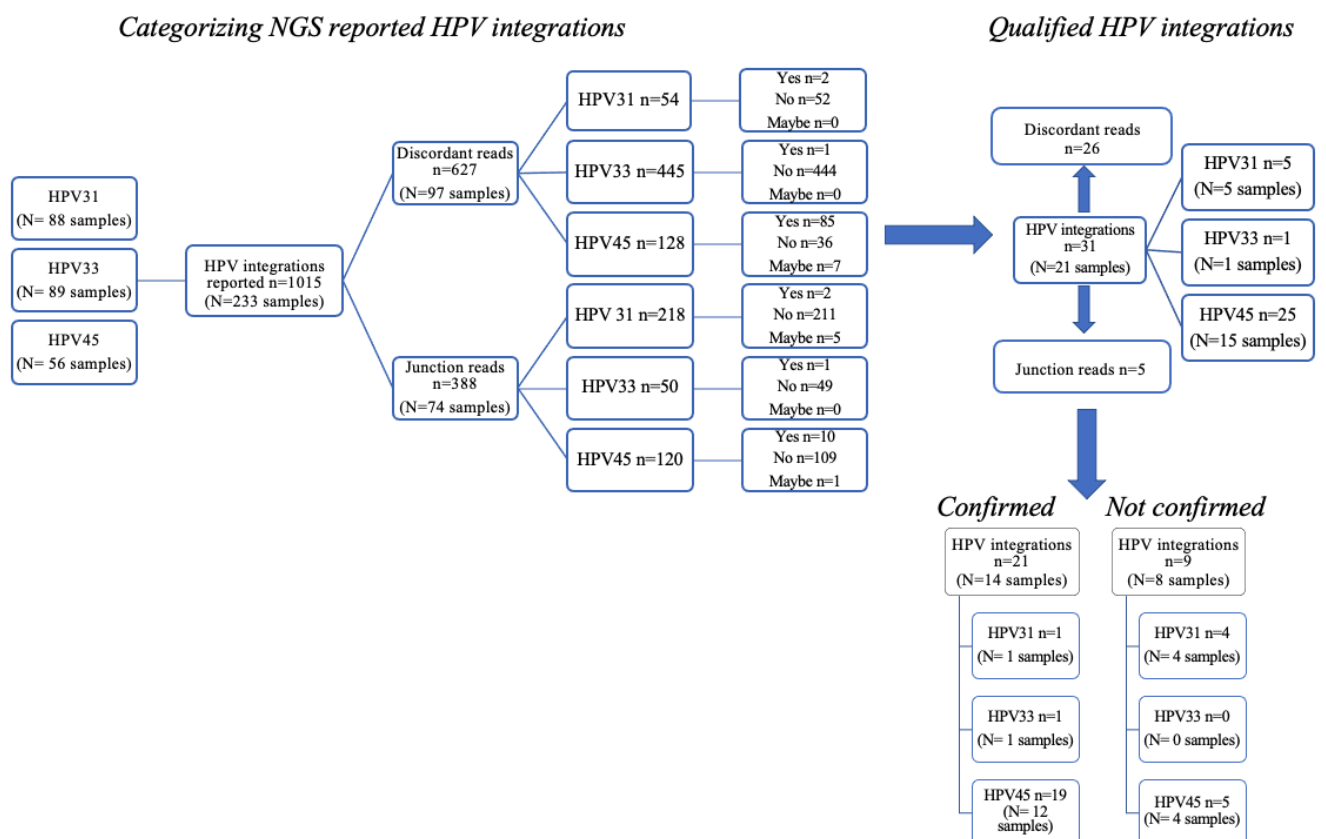 Categorizing NGS reported HPV integrations
Qualified HPV integrations
HPV31
(N= 88 samples)
HPV33
(N= 89 samples)
HPV45
(N= 56 samples)
HPV integrations
reported n=1015
(N=233 samples)
Discordant reads
n=627
(N=97 samples)
Junction reads
n=388
(N=74 samples)
HPV31 n=54
HPV33 n=445
HPV45 n=128
HPV 31 n=218
HPV33 n=50
HPV45 n=120
Yes n=2
No n=52
Maybe n=0
Yes n=1
No n=444
Maybe n=0
Yes n=85
No n=36
Maybe n=7
Yes n=2
No n=211
Maybe n=5
Yes n=1
No n=49
Maybe n=0
Yes n=10
No n=109
Maybe n=1
Discordant reads
n=26
HPV integrations
n=31
(N=21 samples)
Junction reads n=5
HPV31 n=5
(N=5 samples)
HPV33 n=1
(N=1 samples)
HPV45 n=25
(N=15 samples)
Confirmed
HPV integrations
n=21
(N=14 samples)
HPV31 n=1
(N= 1 samples)
HPV33 n=1
(N= 1 samples)
HPV45 n=19
(N= 12
samples)
Not confirmed
HPV integrations
n=9
(N=8 samples)
HPV31 n=4
(N= 4 samples)
HPV33 n=0
(N= 0 samples)
HPV45 n=5
(N= 4 samples)